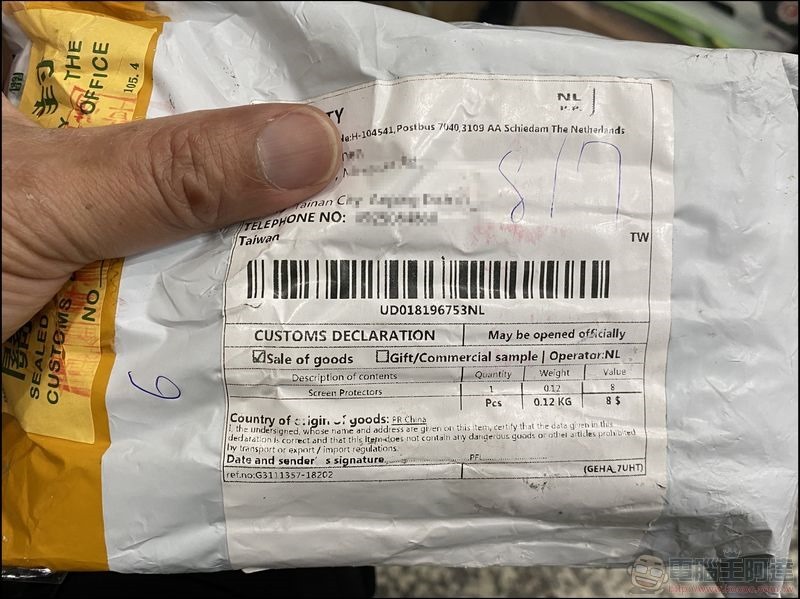 THE
OFFICE
105. 4
SEALED
CUSTOMS
NO
TY
NL
P.P.
H-104541, Postbus 7040,3109 AA Schiedam The Netherlands
8/7
Tainan City
TELEPHONE NO:
Taiwan
TW
UD018196753NL
CUSTOMS DECLARATION
May be opened officially
☑Sale of goods ☐Gift/Commercial sample | Operator:NL
Description of contents Quantity Weight Value
Screen Protectors 1 0.12 8
Pcs 0.12 KG 8 $
6
Country of origin of goods: PR China
I, the undersigned, whose name and address are given on this item, certify that the data given in this
declaration is correct and that this item does not contain any dangerous goods or other articles prohibited
by transport or export / import regulations.
Date and sender's signature
ref.no:G3111357-18202
(GEHA_7UHT)
電腦王阿達